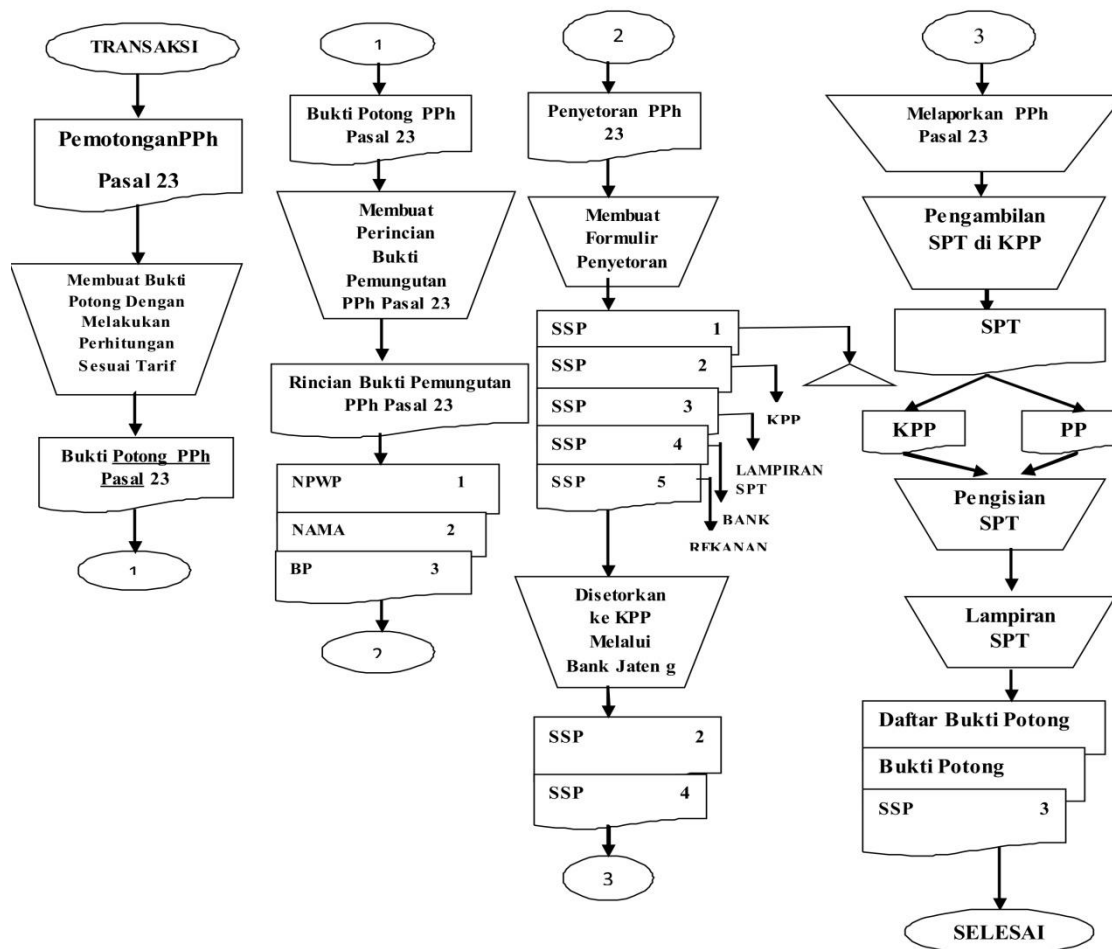 TRANSAKSI
PemotonganPPh
Pasal 23
Membuat Bukti
Potong Dengan
Melakukan
Perhitungan
Sesuai Tarif
Bukti Potong PPh
Pasal 23
1
1
Bukti Potong PPh
Pasal 23
Membuat
Perincian
Bukti
Pemungutan
PPh Pasal 23
Rincian Bukti Pemungutan
PPh Pasal 23
NPWP 1
NAMA 2
BP 3
2
2
Penyetoran PPh
23
Membuat
Formulir
Penyetoran
SSP 1
SSP 2
KPP
SSP 3
LAMPIRAN
SPT
SSP 4
BANK
SSP 5
REKANAN
Disetorkan
ke KPP
Melalui
Bank Jaten g
SSP 2
SSP 4
3
3
Melaporkan PPh
Pasal 23
Pengambilan
SPT di KPP
SPT
KPP
PP
Pengisian
SPT
Lampiran
SPT
Daftar Bukti Potong
Bukti Potong
SSP 3
SELESAI